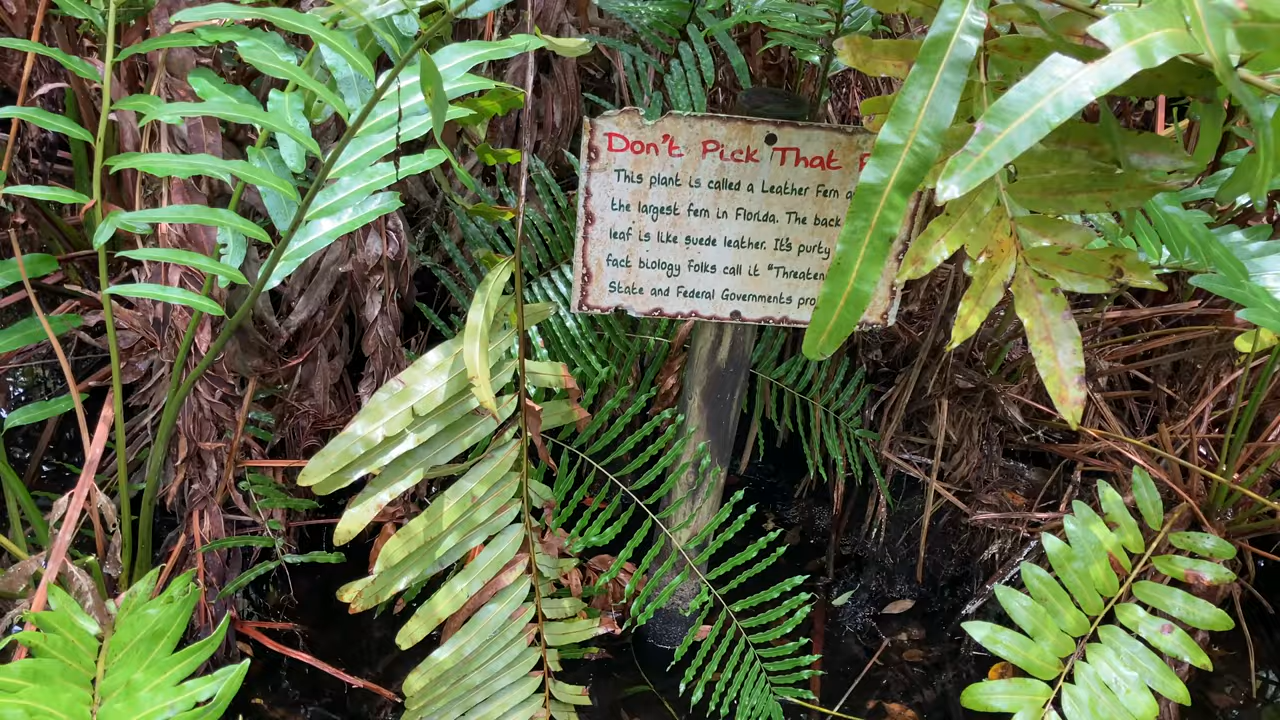 Don't Pick That
This plant is called a Leather Fern
the largest fern in Florida. The back
leaf is like suede leather. It's purty
fact biology folks call it "Threaten
State and Federal Governments pro